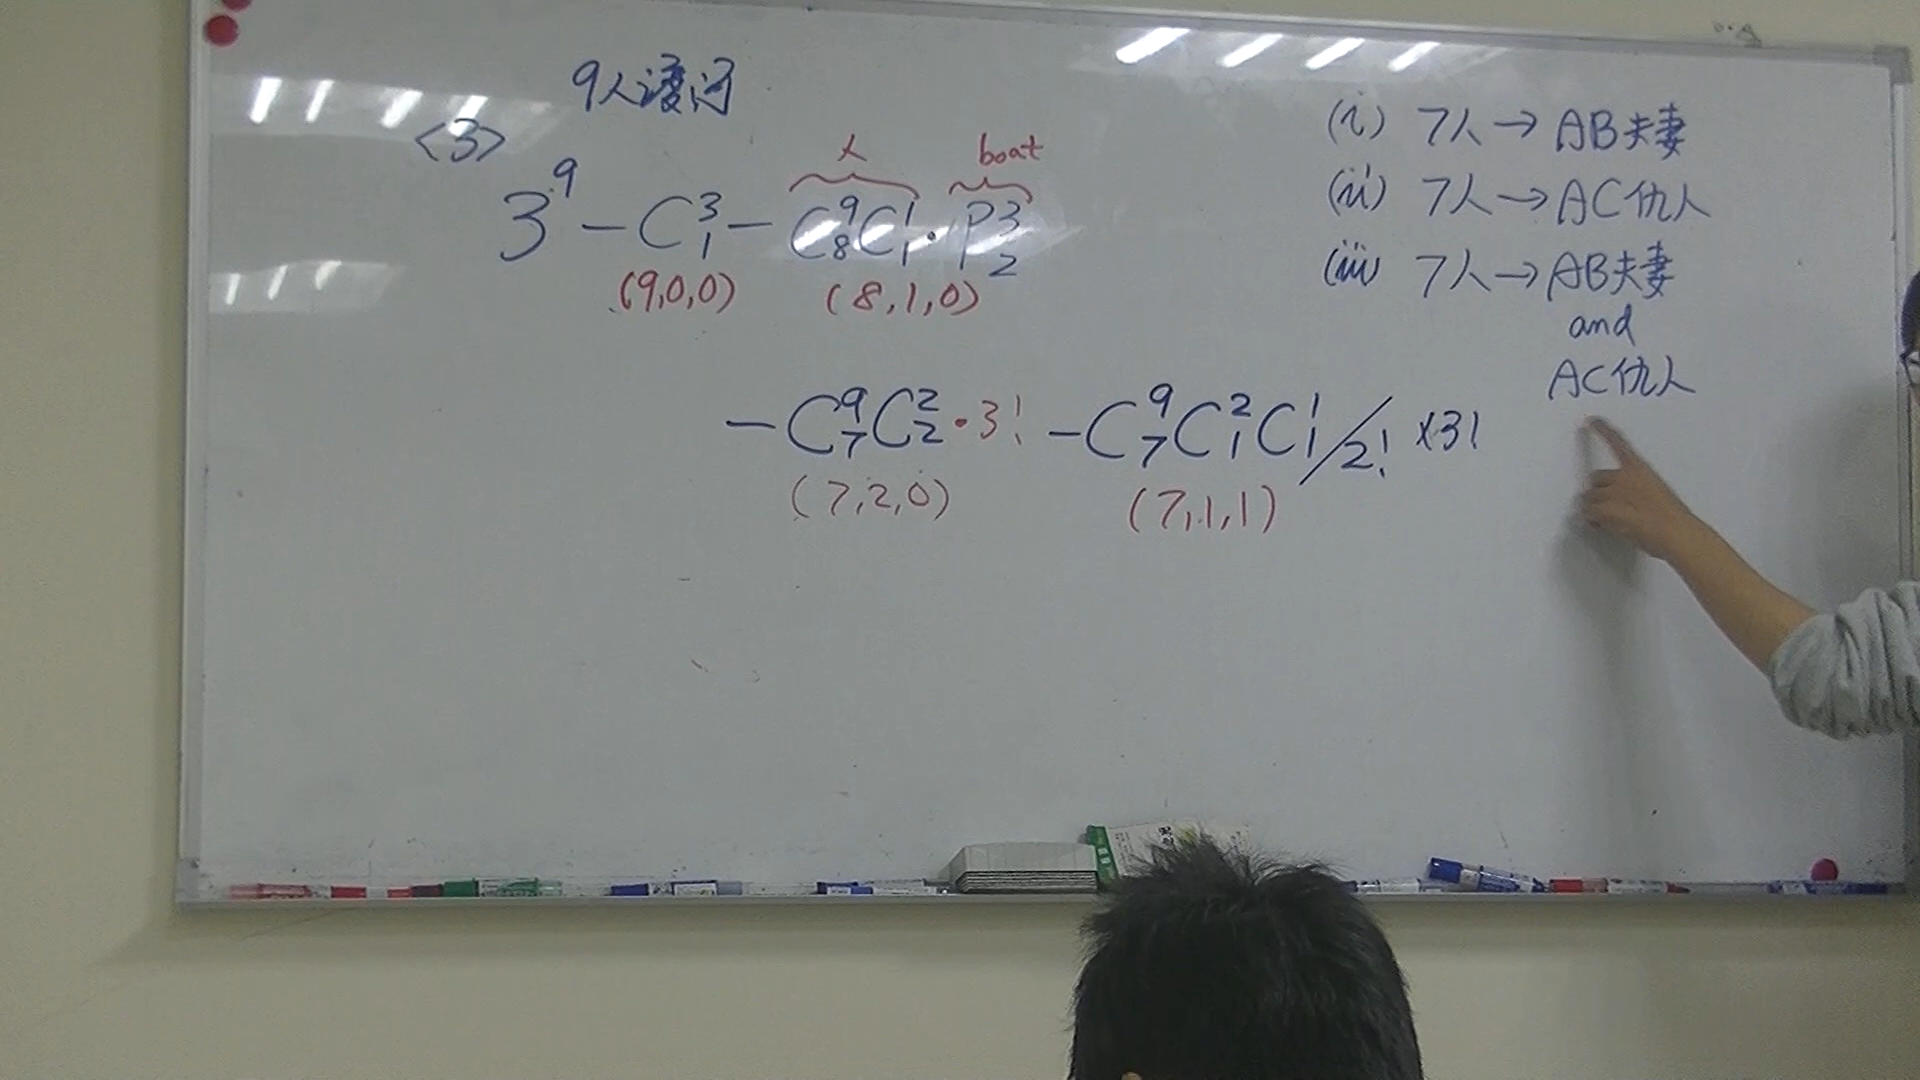 9人渡河
<3>
人 boat
3⁹ − C³₁ − C⁹₈C¹₁ · P³₂
(9,0,0) (8,1,0)
− C⁹₇C²₂ · 3! − C⁹₇C²₁C¹₁/2! ×3!
(7,2,0) (7,1,1)
(i) 7人→AB夫妻
(ii) 7人→AC仇人
(iii) 7人→AB夫妻
and
AC仇人